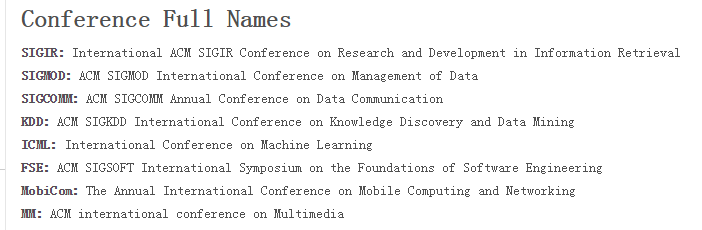 Conference Full Names
SIGIR: International ACM SIGIR Conference on Research and Development in Information Retrieval
SIGMOD: ACM SIGMOD International Conference on Management of Data
SIGCOMM: ACM SIGCOMM Annual Conference on Data Communication
KDD: ACM SIGKDD International Conference on Knowledge Discovery and Data Mining
ICML: International Conference on Machine Learning
FSE: ACM SIGSOFT International Symposium on the Foundations of Software Engineering
MobiCom: The Annual International Conference on Mobile Computing and Networking
MM: ACM international conference on Multimedia